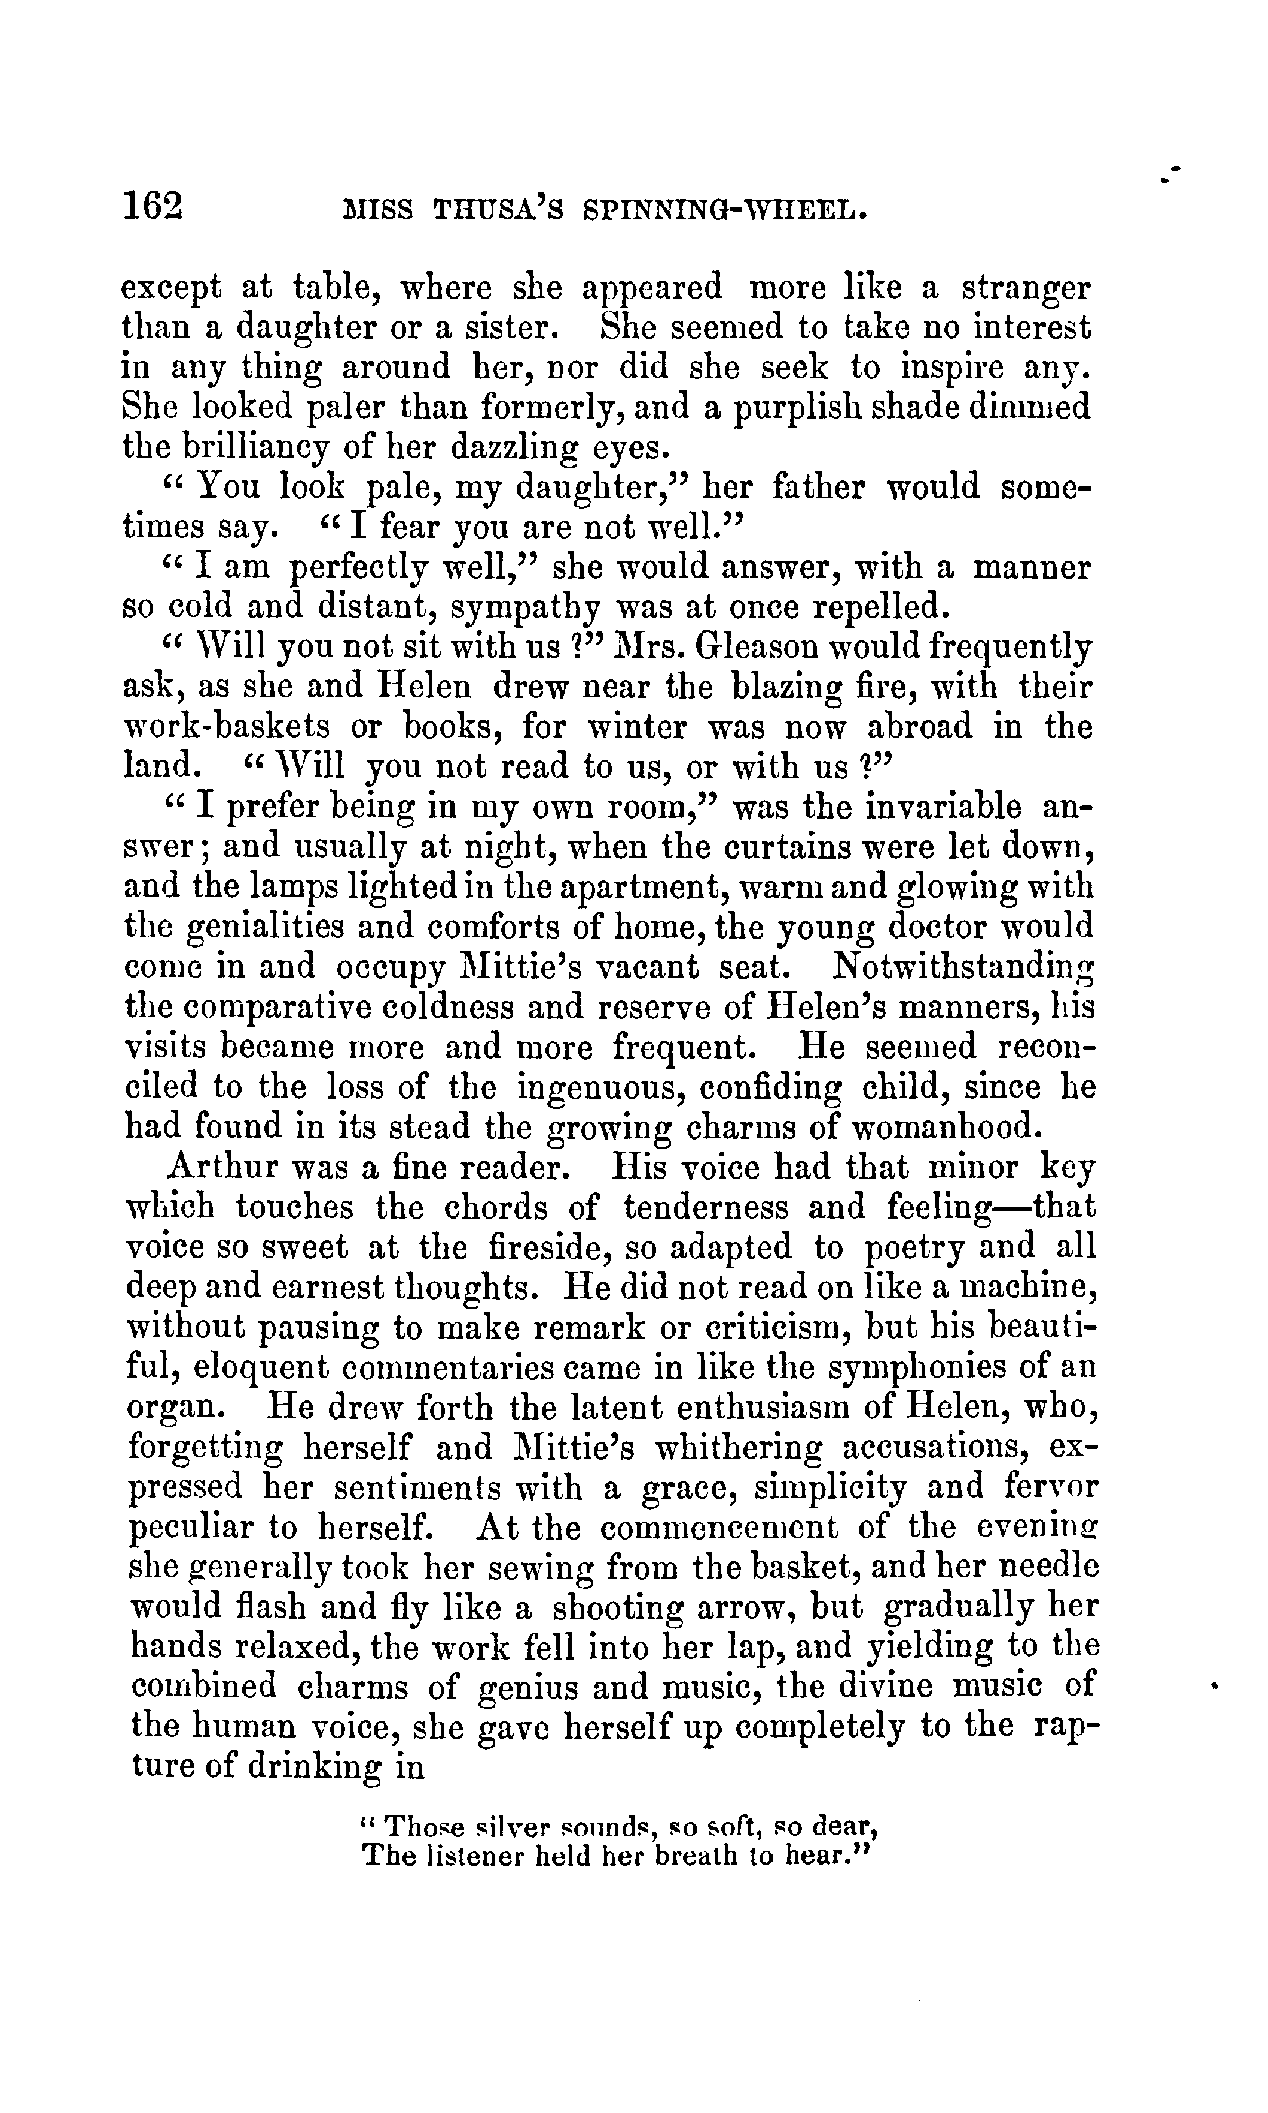 162 MISS THUSA'S SPINNING-WHEEL.
except at table, where she appeared more like a stranger
than a daughter or a sister. She seemed to take no interest
in any thing around her, nor did she seek to inspire any.
She looked paler than formerly, and a purplish shade dimmed
the brilliancy of her dazzling eyes.
" You look pale, my daughter," her father would some-
times say. " I fear you are not well."
" I am perfectly well," she would answer, with a manner
so cold and distant, sympathy was at once repelled.
" Will you not sit with us ?" Mrs. Gleason would frequently
ask, as she and Helen drew near the blazing fire, with their
work-baskets or books, for winter was now abroad in the
land. " Will you not read to us, or with us ?"
" I prefer being in my own room," was the invariable an-
swer; and usually at night, when the curtains were let down,
and the lamps lighted in the apartment, warm and glowing with
the genialities and comforts of home, the young doctor would
come in and occupy Mittie's vacant seat. Notwithstanding
the comparative coldness and reserve of Helen's manners, his
visits became more and more frequent. He seemed recon-
ciled to the loss of the ingenuous, confiding child, since he
had found in its stead the growing charms of womanhood.
Arthur was a fine reader. His voice had that minor key
which touches the chords of tenderness and feeling—that
voice so sweet at the fireside, so adapted to poetry and all
deep and earnest thoughts. He did not read on like a machine,
without pausing to make remark or criticism, but his beauti-
ful, eloquent commentaries came in like the symphonies of an
organ. He drew forth the latent enthusiasm of Helen, who,
forgetting herself and Mittie's whithering accusations, ex-
pressed her sentiments with a grace, simplicity and fervor
peculiar to herself. At the commencement of the evening
she generally took her sewing from the basket, and her needle
would flash and fly like a shooting arrow, but gradually her
hands relaxed, the work fell into her lap, and yielding to the
combined charms of genius and music, the divine music of
the human voice, she gave herself up completely to the rap-
ture of drinking in
" Those silver sounds, so soft, so dear,
The listener held her breath to hear."